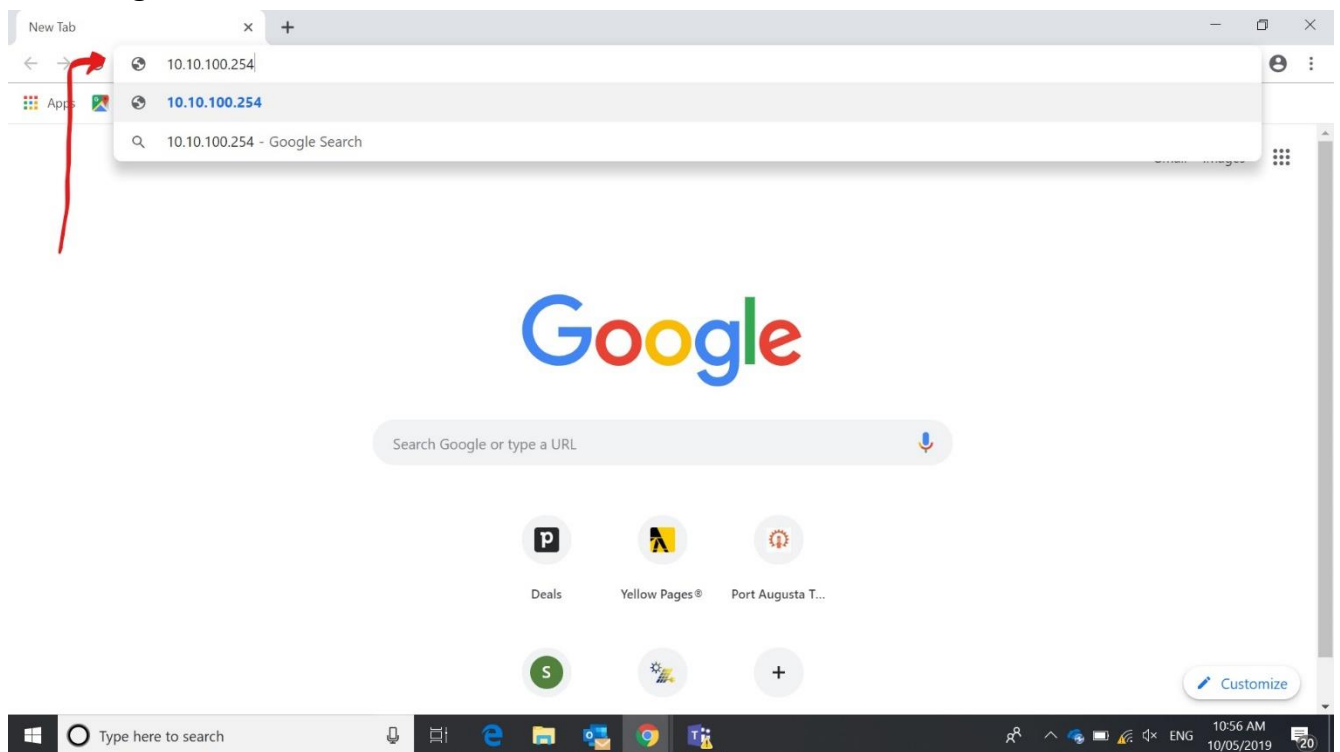 New Tab
10.10.100.254
Apps
10.10.100.254
10.10.100.254 - Google Search
Google
Search Google or type a URL
P
Deals
Yellow Pages®
Port Augusta T...
S
Customize
Type here to search
ENG
10:56 AM
10/05/2019
20